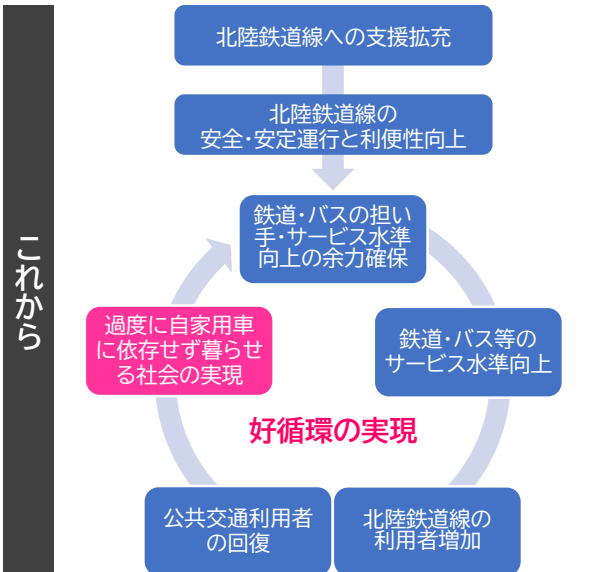 これから
北陸鉄道線への支援拡充
北陸鉄道線の
安全・安定運行と利便性向上
鉄道・バスの担い
手・サービス水準
向上の余力確保
鉄道・バス等の
サービス水準向上
北陸鉄道線の
利用者増加
公共交通利用者
の回復
過度に自家用車
に依存せず暮らせ
る社会の実現
好循環の実現